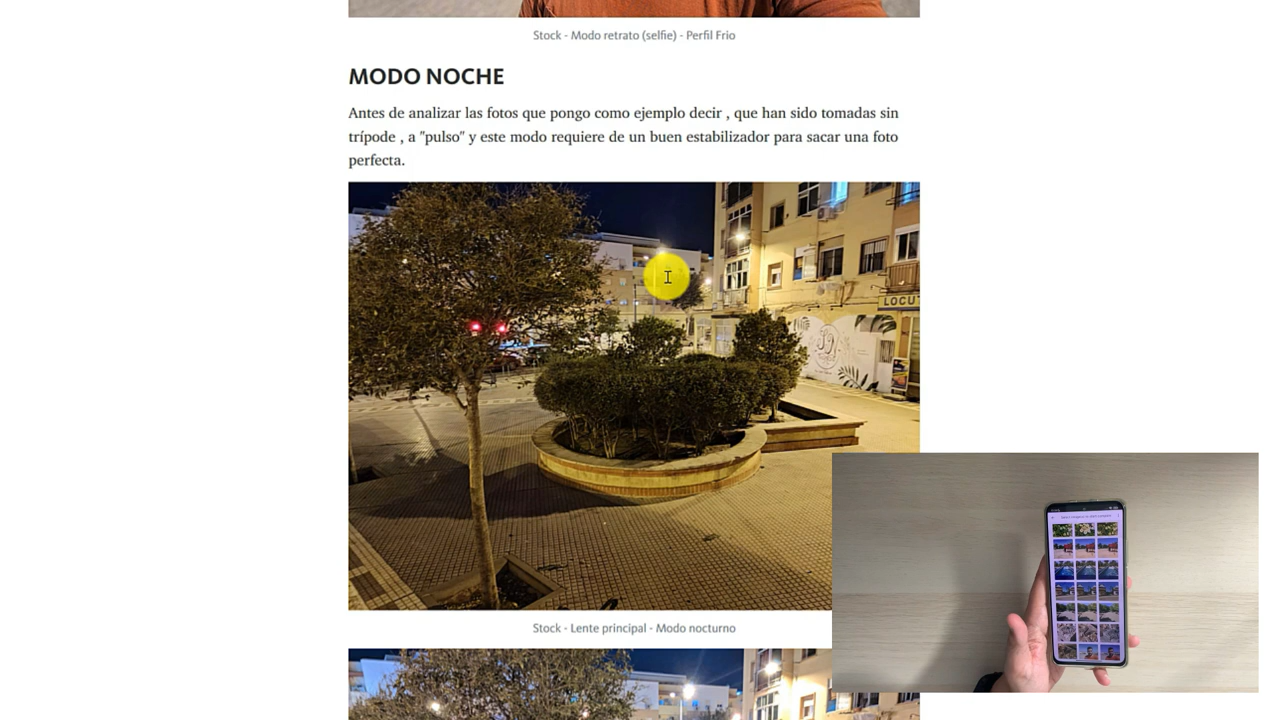 Stock - Modo retrato (selfie) - Perfil Frio
MODO NOCHE
Antes de analizar las fotos que pongo como ejemplo decir , que han sido tomadas sin
trípode , a "pulso" y este modo requiere de un buen estabilizador para sacar una foto
perfecta.
LOCU
Stock - Lente principal - Modo nocturno